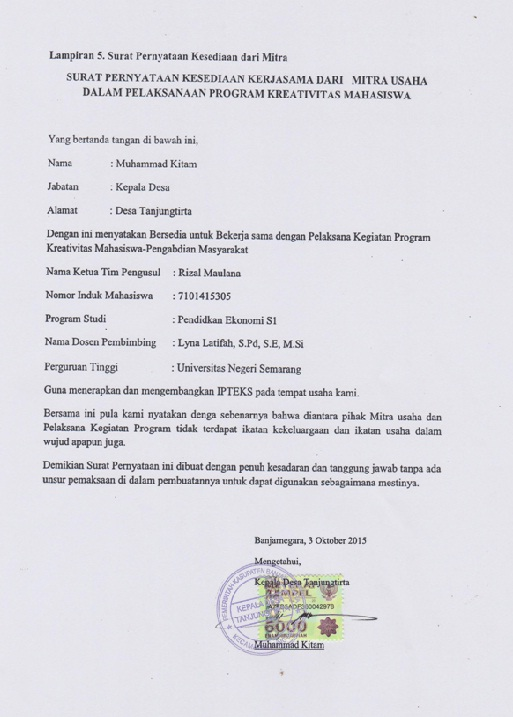 Lampiran 5. Surat Pernyataan Kesediaan dari Mitra
SURAT PERNYATAAN KESEDIAAN KERJASAMA DARI MITRA USAHA
DALAM PELAKSANAAN PROGRAM KREATIVITAS MAHASISWA
Yang bertanda tangan di bawah ini,
Nama : Muhammad Kitam
Jabatan : Kepala Desa
Alamat : Desa Tanjungtirta
Dengan ini menyatakan Bersedia untuk Bekerja sama dengan Pelaksana Kegiatan Program
Kreativitas Mahasiswa-Pengabdian Masyarakat
Nama Ketua Tim Pengusul : Rizal Maulana
Nomor Induk Mahasiswa : 7101415305
Program Studi : Pendidkan Ekonomi S1
Nama Dosen Pembimbing : Lyna Latifah, S.Pd, S.E, M.Si
Perguruan Tinggi : Universitas Negeri Semarang
Guna menerapkan dan mengembangkan IPTEKS pada tempat usaha kami.
Bersama ini pula kami nyatakan denga sebenarnya bahwa diantara pihak Mitra usaha dan
Pelaksana Kegiatan Program tidak terdapat ikatan kekeluargaan dan ikatan usaha dalam
wujud apapun juga.
Demikian Surat Pernyataan ini dibuat dengan penuh kesadaran dan tanggung jawab tanpa ada
unsur pemaksaan di dalam pembuatannya untuk dapat digunakan sebagaimana mestinya.
Banjarnegara, 3 Oktober 2015
Mengetahui,
Kepala Desa Tanjungtirta
TEMPEL
KEPALA
TANJUNG
6000
Muhammad Kitam